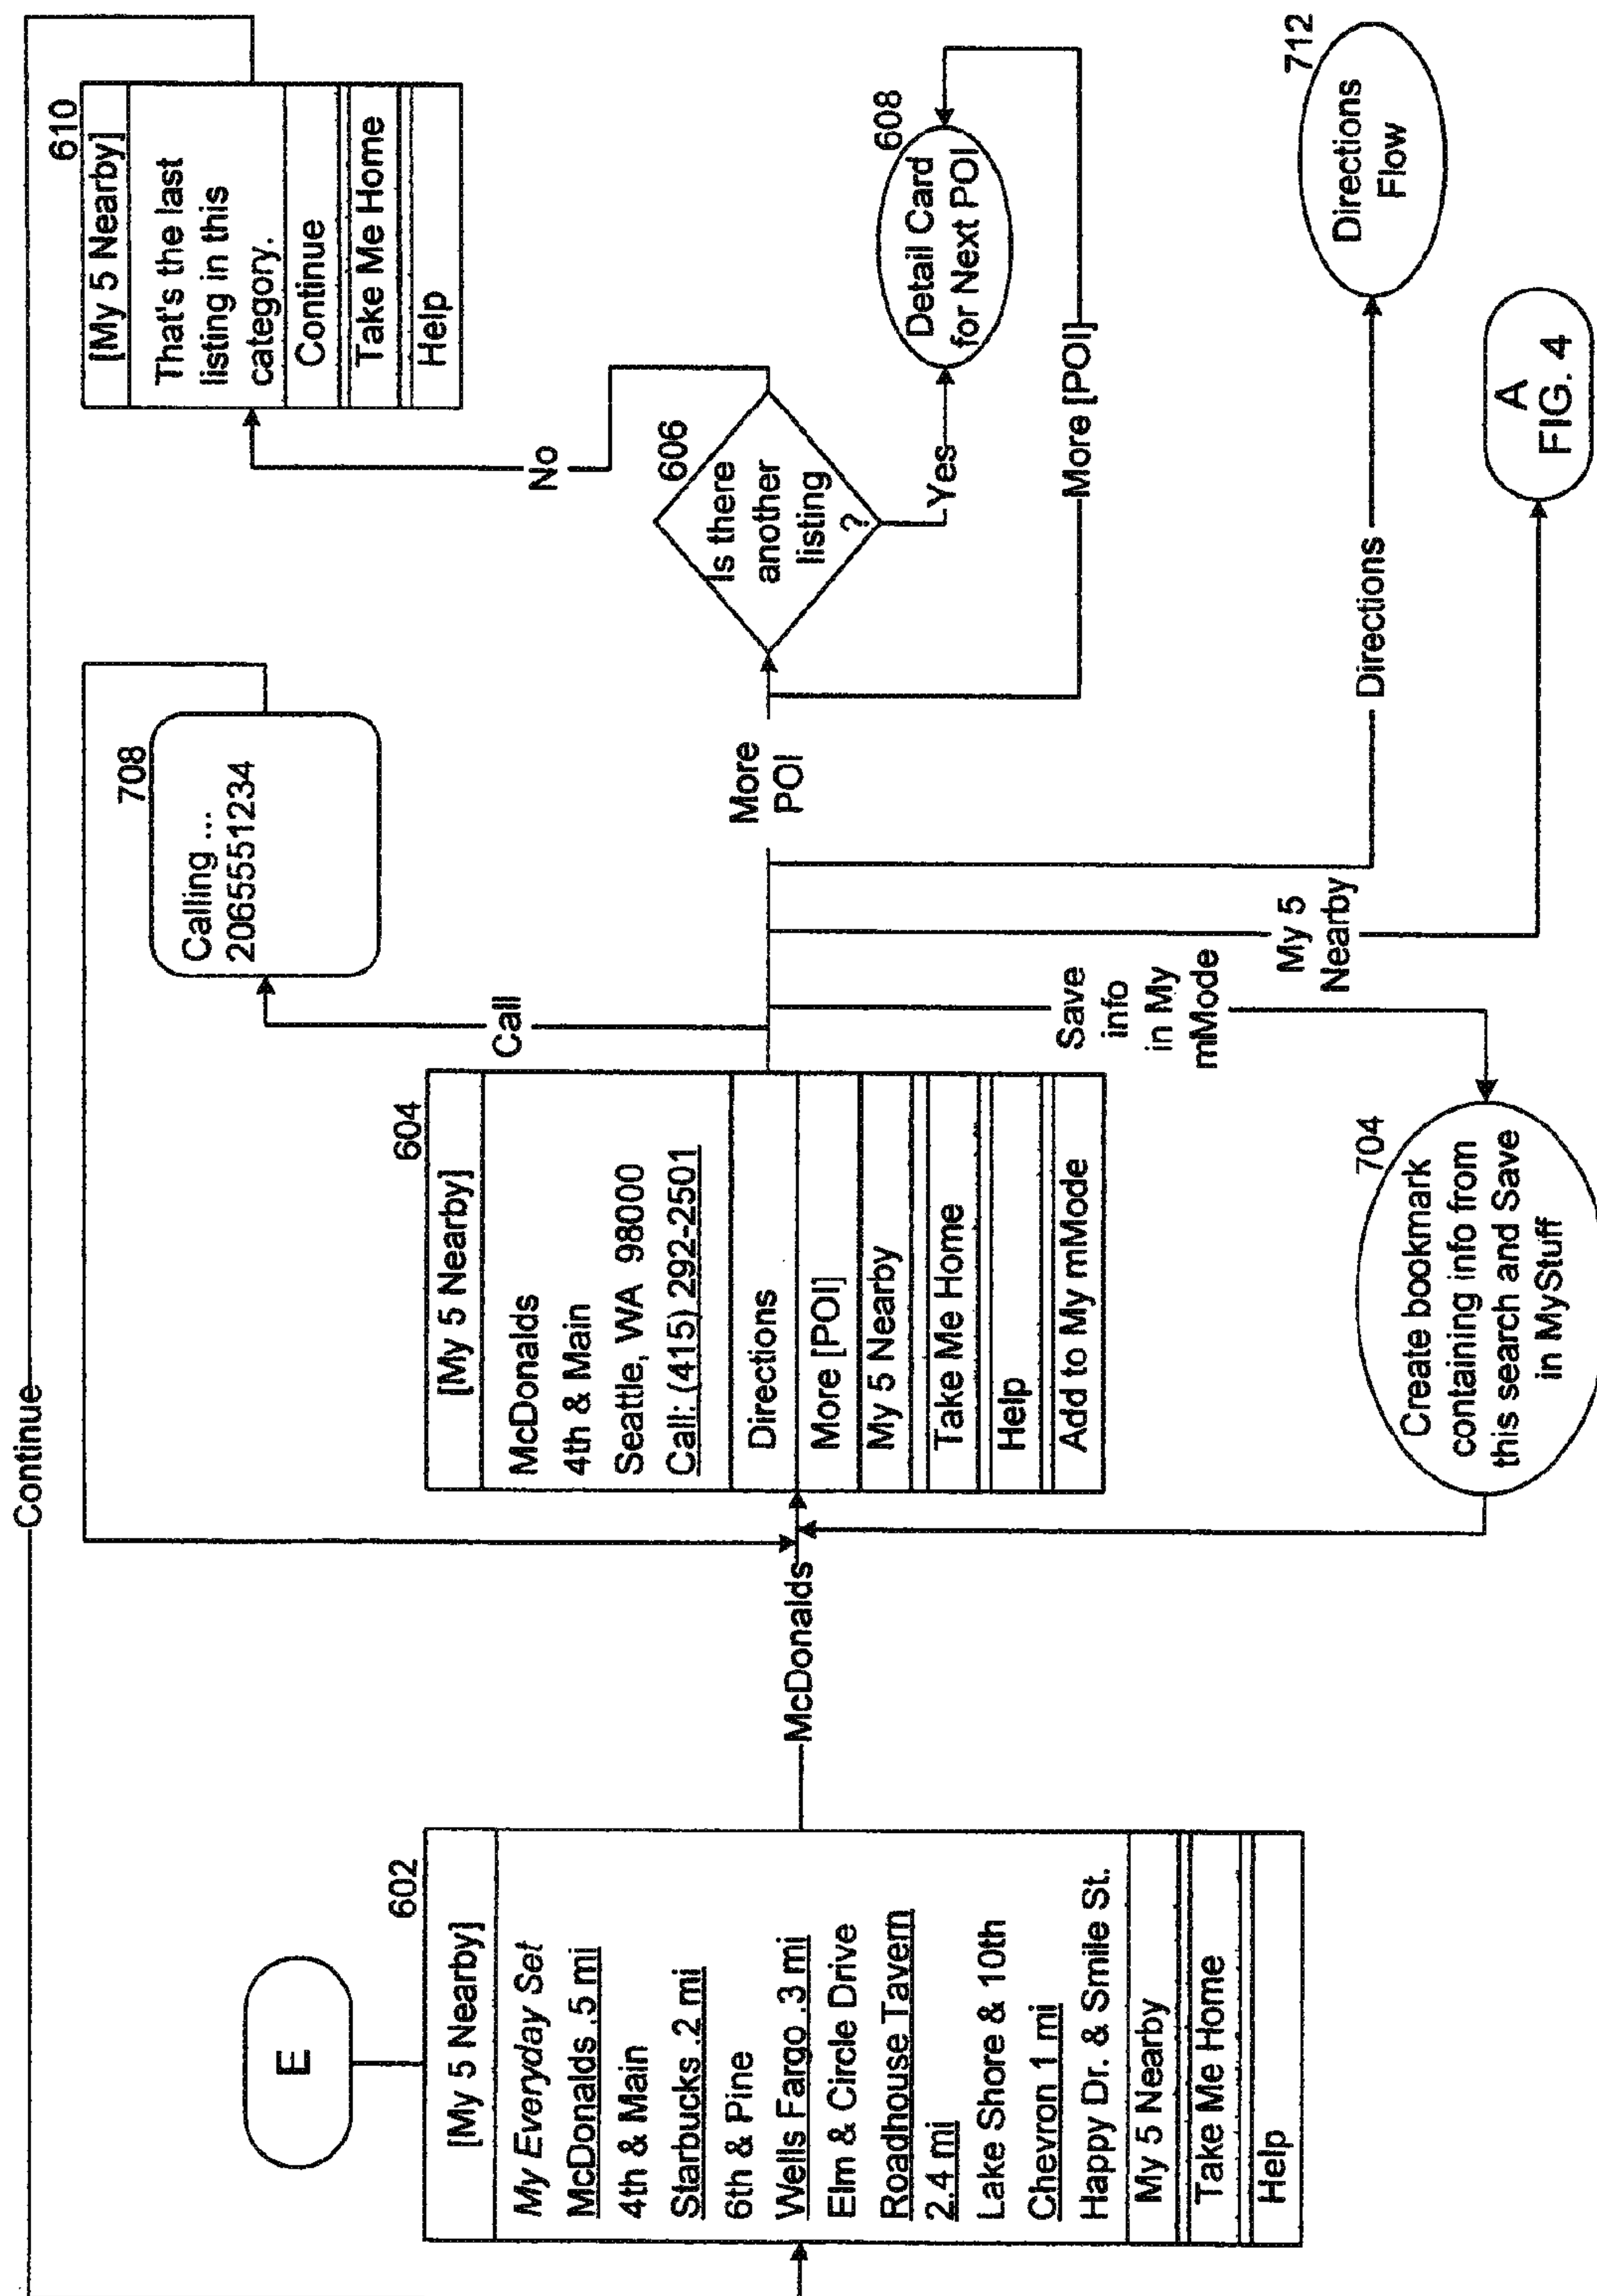 Continue
E
602
[My 5 Nearby]
My Everyday Set
McDonalds .5 mi
4th & Main
Starbucks .2 mi
6th & Pine
Wells Fargo .3 mi
Elm & Circle Drive
Roadhouse Tavern
2.4 mi
Lake Shore & 10th
Chevron 1 mi
Happy Dr. & Smile St.
My 5 Nearby
Take Me Home
Help
McDonalds
604
[My 5 Nearby]
McDonalds
4th & Main
Seattle, WA 98000
Call: (415) 292-2501
Directions
More [POI]
My 5 Nearby
Take Me Home
Help
Add to My mMode
704
Create bookmark
containing info from
this search and Save
in MyStuff
Call
708
Calling ...
2065551234
Save
info
in My
mMode
My 5
Nearby
More
POI
Directions
606
Is there
another
listing
?
No
Yes
More [POI]
610
[My 5 Nearby]
That's the last
listing in this
category.
Continue
Take Me Home
Help
608
Detail Card
for Next POI
712
Directions
Flow
A
FIG. 4